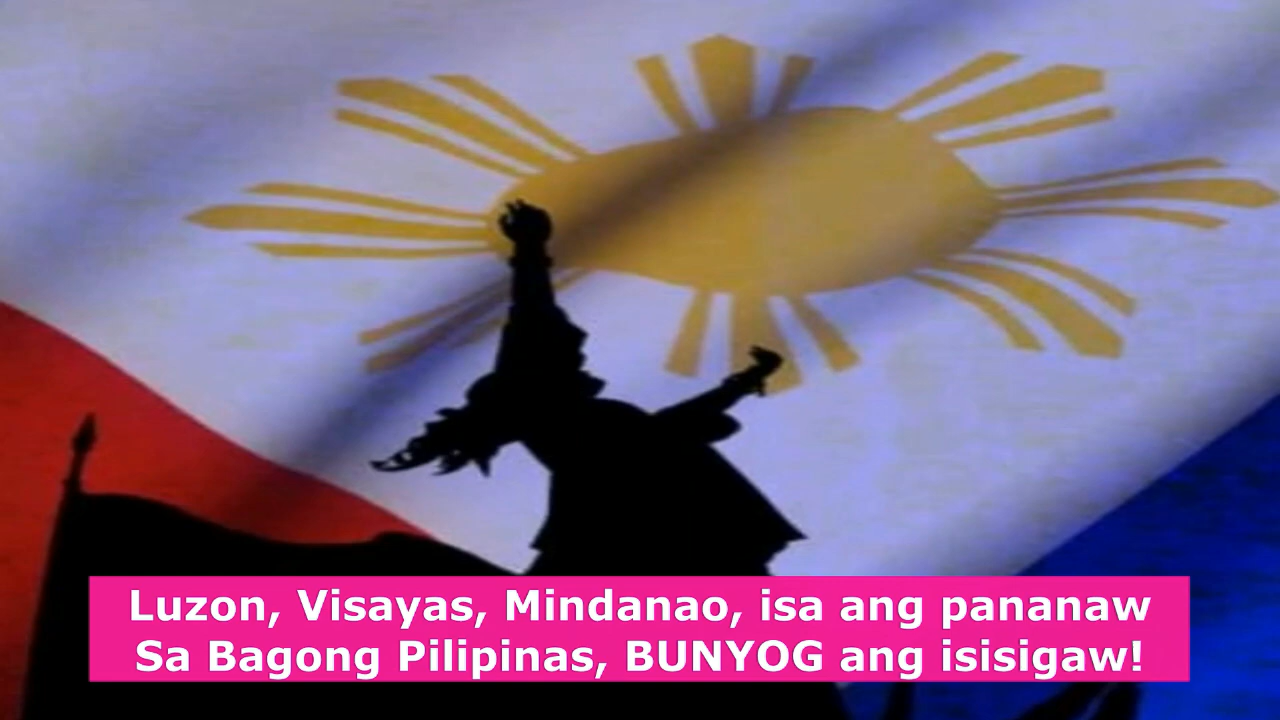 Luzon, Visayas, Mindanao, isa ang pananaw
Sa Bagong Pilipinas, BUNYOG ang isisigaw!